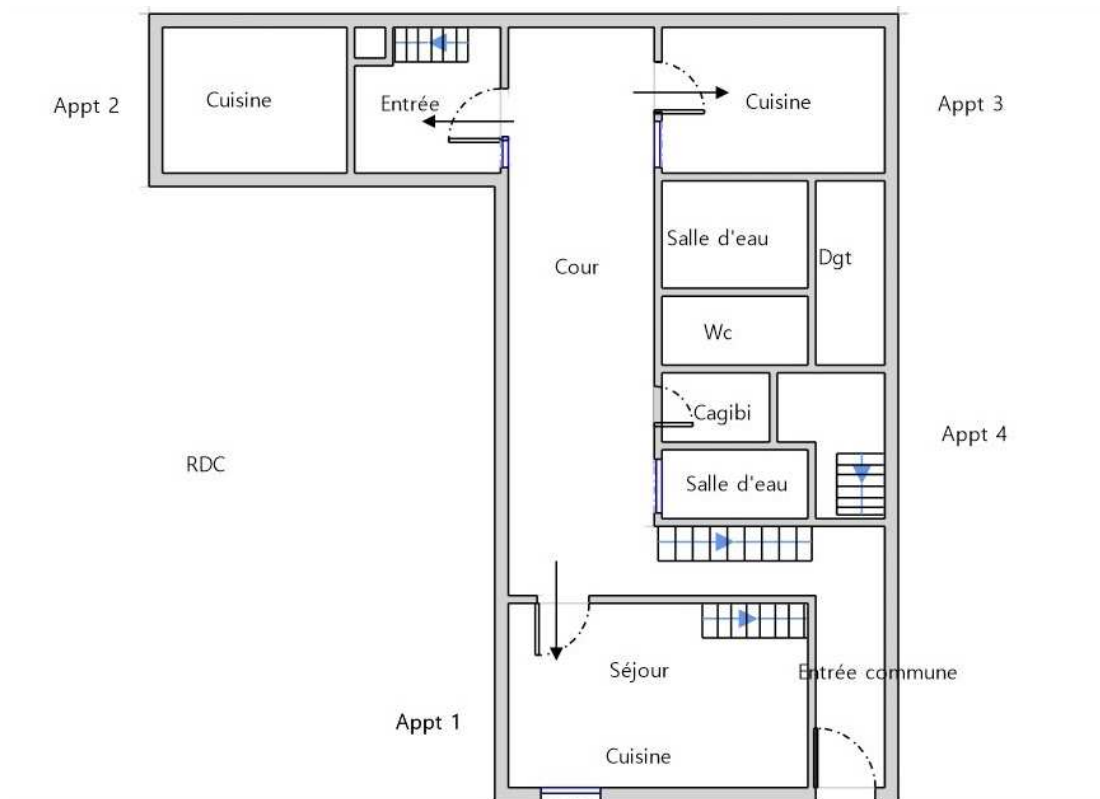 Appt 2
Cuisine
Entrée
Cuisine
Appt 3
Salle d'eau
Dgt
Cour
Wc
Cagibi
Appt 4
RDC
Salle d'eau
Séjour
Entrée commune
Appt 1
Cuisine